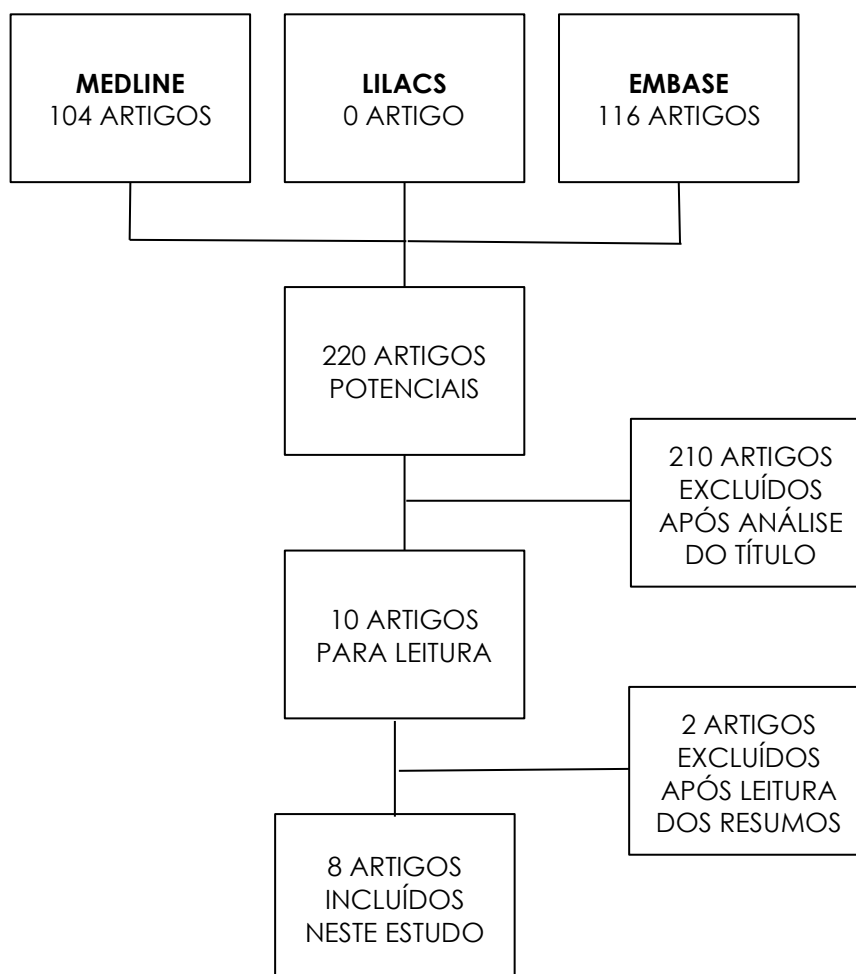 MEDLINE
104 ARTIGOS
LILACS
0 ARTIGO
EMBASE
116 ARTIGOS
220 ARTIGOS
POTENCIAIS
210 ARTIGOS
EXCLUÍDOS
APÓS ANÁLISE
DO TÍTULO
10 ARTIGOS
PARA LEITURA
2 ARTIGOS
EXCLUÍDOS
APÓS LEITURA
DOS RESUMOS
8 ARTIGOS
INCLUÍDOS
NESTE ESTUDO